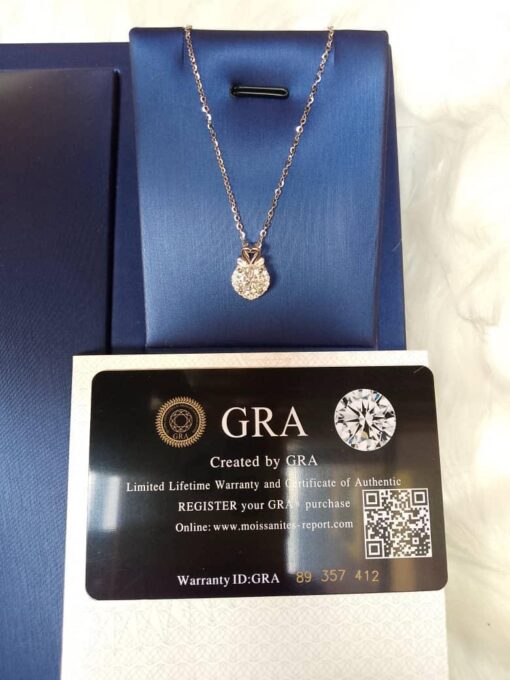 GRA
GRA
Created by GRA
Limited Lifetime Warranty and Certificate of Authentic
REGISTER your GRA® purchase
Online: www.moissanites-report.com
Warranty ID:GRA 89 357 412